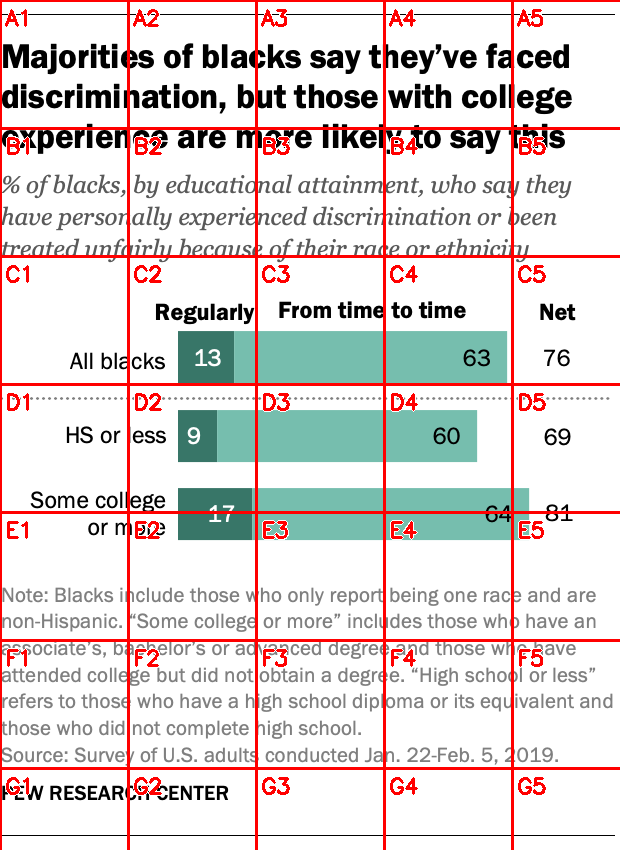 Majorities of blacks say they’ve faced
discrimination, but those with college
experience are more likely to say this
% of blacks, by educational attainment, who say they
have personally experienced discrimination or been
treated unfairly because of their race or ethnicity
Regularly From time to time Net
All blacks 13 63 76
HS or less 9 60 69
Some college
or more 17 64 81
Note: Blacks include those who only report being one race and are
non-Hispanic. “Some college or more” includes those who have an
associate’s, bachelor’s or advanced degree and those who have
attended college but did not obtain a degree. “High school or less”
refers to those who have a high school diploma or its equivalent and
those who did not complete high school.
Source: Survey of U.S. adults conducted Jan. 22-Feb. 5, 2019.
PEW RESEARCH CENTER
A1 A2 A3 A4 A5
B1 B2 B3 B4 B5
C1 C2 C3 C4 C5
D1 D2 D3 D4 D5
E1 E2 E3 E4 E5
F1 F2 F3 F4 F5
G1 G2 G3 G4 G5